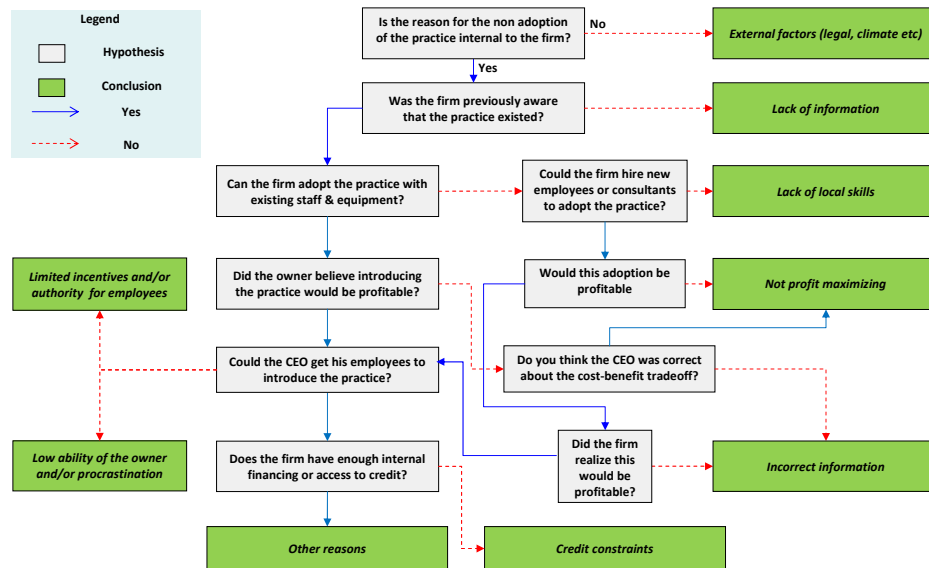 Legend
Hypothesis
Conclusion
Yes
No
Is the reason for the non adoption
of the practice internal to the firm?
No
External factors (legal, climate etc)
Yes
Was the firm previously aware
that the practice existed?
Lack of information
Can the firm adopt the practice with
existing staff & equipment?
Could the firm hire new
employees or consultants
to adopt the practice?
Lack of local skills
Limited incentives and/or
authority for employees
Did the owner believe introducing
the practice would be profitable?
Would this adoption be
profitable
Not profit maximizing
Could the CEO get his employees to
introduce the practice?
Do you think the CEO was correct
about the cost-benefit tradeoff?
Low ability of the owner
and/or procrastination
Does the firm have enough internal
financing or access to credit?
Did the firm
realize this
would be
profitable?
Incorrect information
Other reasons
Credit constraints